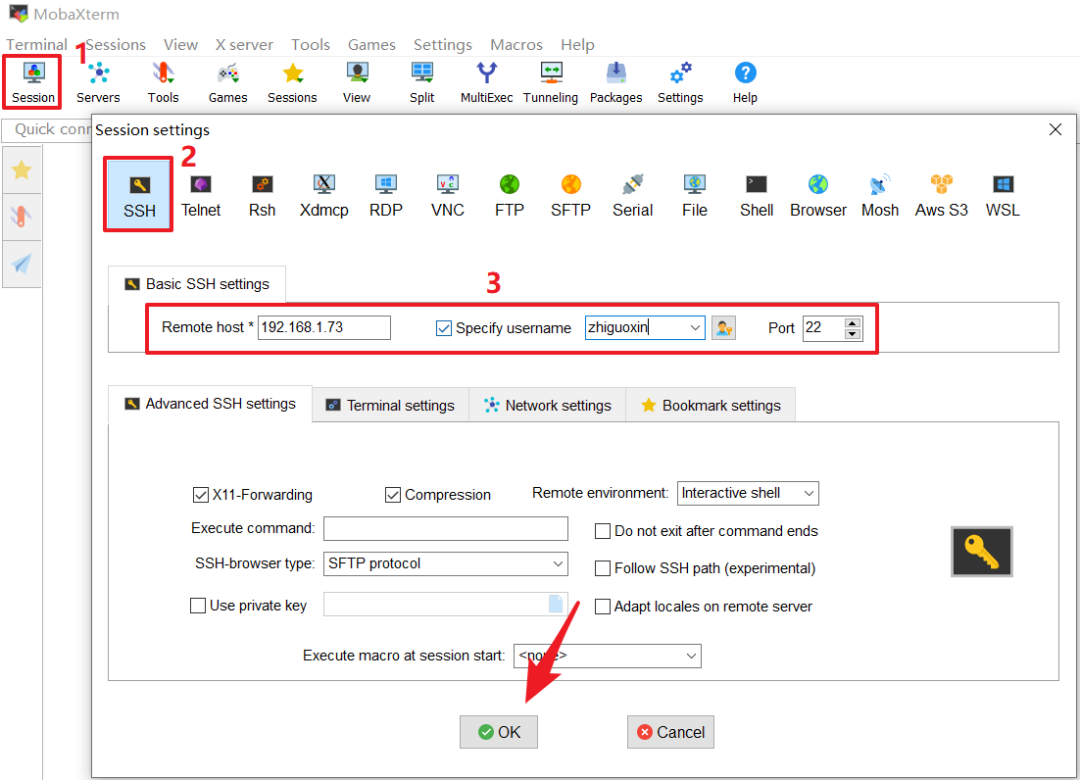 MobaXterm
Terminal Sessions View X server Tools Games Settings Macros Help
1
Session Servers Tools Games Sessions View Split MultiExec Tunneling Packages Settings Help
Quick conn
Session settings
2
SSH Telnet Rsh Xdmcp RDP VNC FTP SFTP Serial File Shell Browser Mosh Aws S3 WSL
Basic SSH settings
3
Remote host * 192.168.1.73 Specify username zhiguoxin Port 22
Advanced SSH settings Terminal settings Network settings Bookmark settings
X11-Forwarding Compression Remote environment: Interactive shell
Execute command: Do not exit after command ends
SSH-browser type: SFTP protocol Follow SSH path (experimental)
Use private key Adapt locales on remote server
Execute macro at session start: <none>
OK Cancel